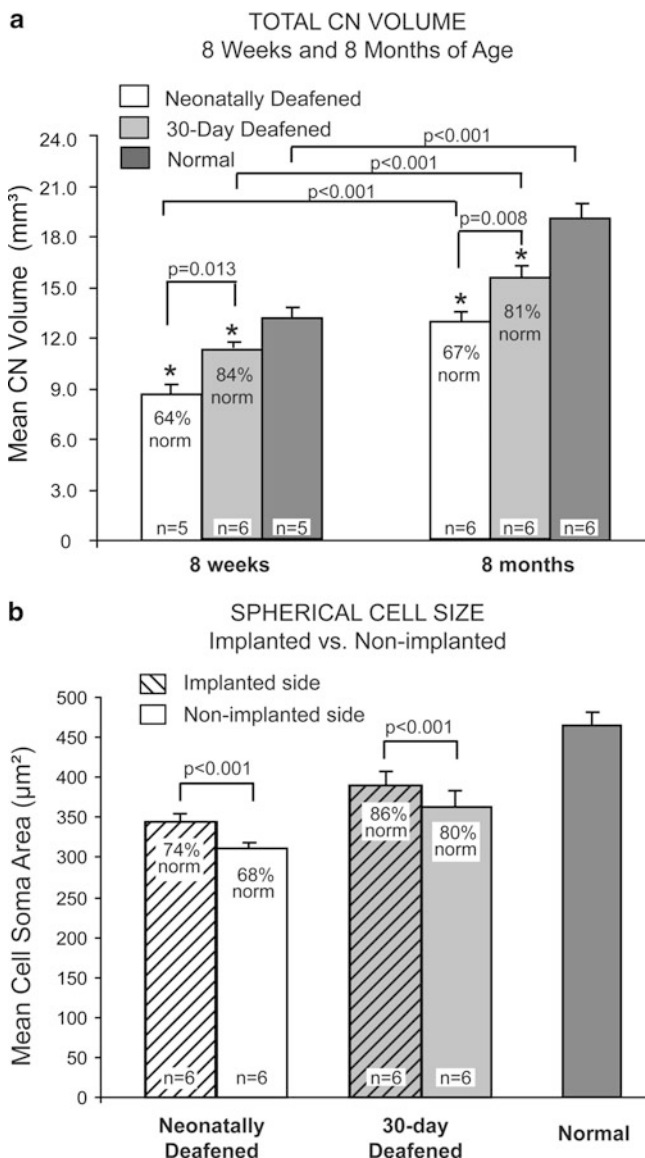 a
TOTAL CN VOLUME
8 Weeks and 8 Months of Age
Neonatally Deafened
30-Day Deafened
Normal
Mean CN Volume (mm³)
24.0
21.0
18.0
15.0
12.0
9.0
6.0
3.0
0
p<0.001
p<0.001
p<0.001
p=0.013
p=0.008
*
*
*
*
64%
norm
84%
norm
67%
norm
81%
norm
n=5
n=6
n=5
n=6
n=6
n=6
8 weeks
8 months
b
SPHERICAL CELL SIZE
Implanted vs. Non-implanted
Implanted side
Non-implanted side
Mean Cell Soma Area (µm²)
500
450
400
350
300
250
200
150
100
50
0
p<0.001
p<0.001
74%
norm
68%
norm
86%
norm
80%
norm
n=6
n=6
n=6
n=6
Neonatally
Deafened
30-day
Deafened
Normal